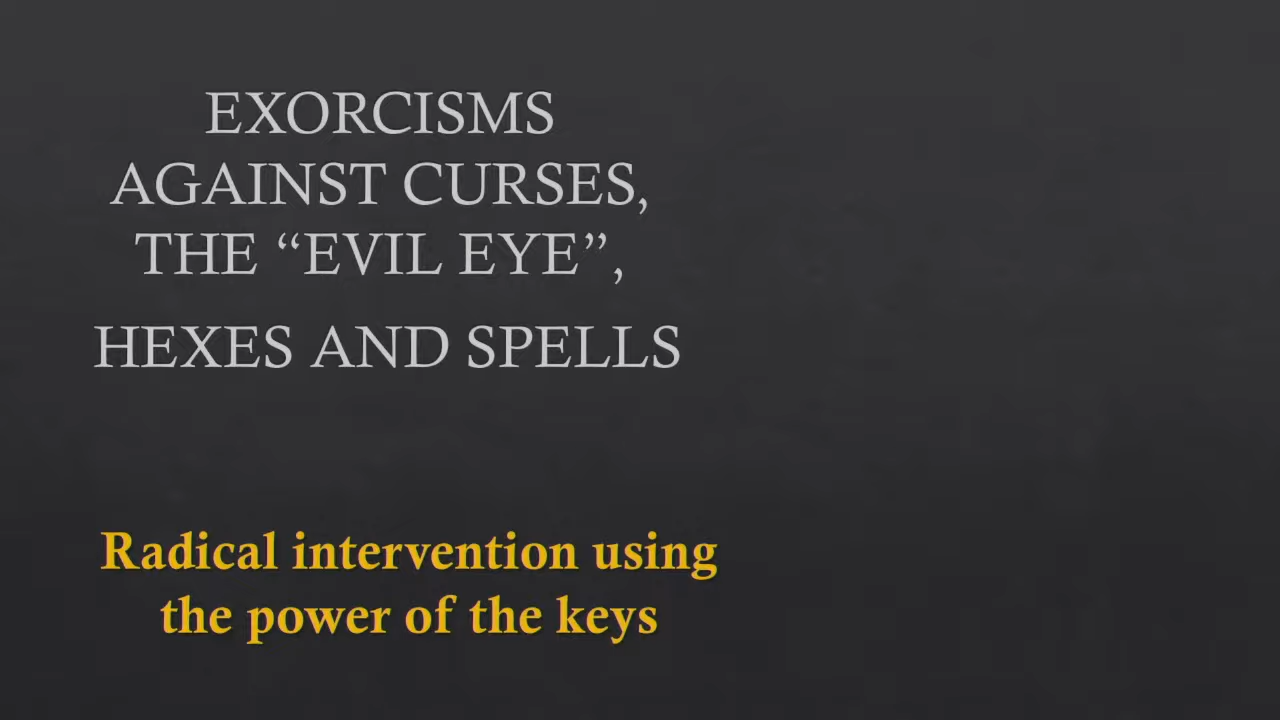 EXORCISMS
AGAINST CURSES,
THE “EVIL EYE”,
HEXES AND SPELLS
Radical intervention using
the power of the keys